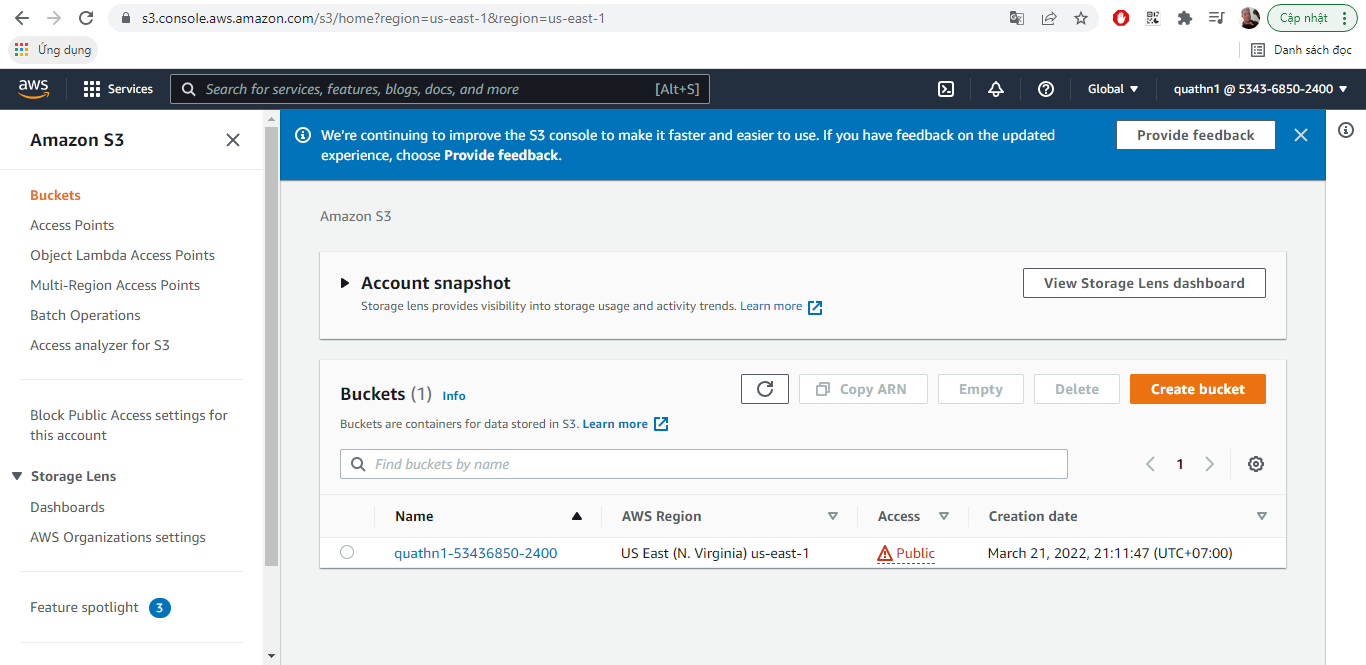 s3.console.aws.amazon.com/s3/home?region=us-east-1&region=us-east-1
Cập nhật
Ứng dụng
Danh sách đọc
aws
Services
Search for services, features, blogs, docs, and more
[Alt+S]
Global
quathn1 @ 5343-6850-2400
Amazon S3
Buckets
Access Points
Object Lambda Access Points
Multi-Region Access Points
Batch Operations
Access analyzer for S3
Block Public Access settings for
this account
Storage Lens
Dashboards
AWS Organizations settings
Feature spotlight 3
We're continuing to improve the S3 console to make it faster and easier to use. If you have feedback on the updated
experience, choose Provide feedback.
Provide feedback
Amazon S3
Account snapshot
Storage lens provides visibility into storage usage and activity trends. Learn more
View Storage Lens dashboard
Buckets (1) Info
Buckets are containers for data stored in S3. Learn more
Copy ARN
Empty
Delete
Create bucket
Find buckets by name
1
Name AWS Region Access Creation date
quathn1-53436850-2400 US East (N. Virginia) us-east-1 Public March 21, 2022, 21:11:47 (UTC+07:00)